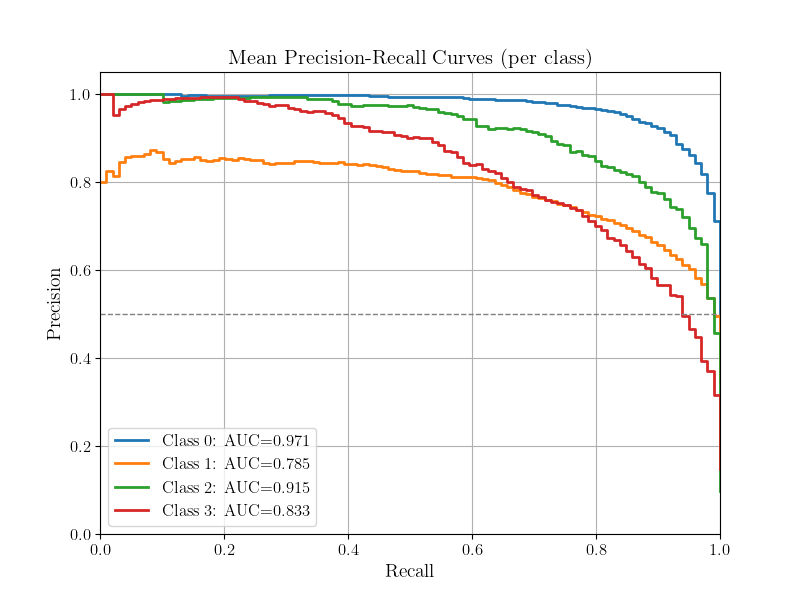 Mean Precision-Recall Curves (per class)
1.0
0.8
0.6
0.4
0.2
0.0
Precision
Class 0: AUC=0.971
Class 1: AUC=0.785
Class 2: AUC=0.915
Class 3: AUC=0.833
0.0 0.2 0.4 0.6 0.8 1.0
Recall